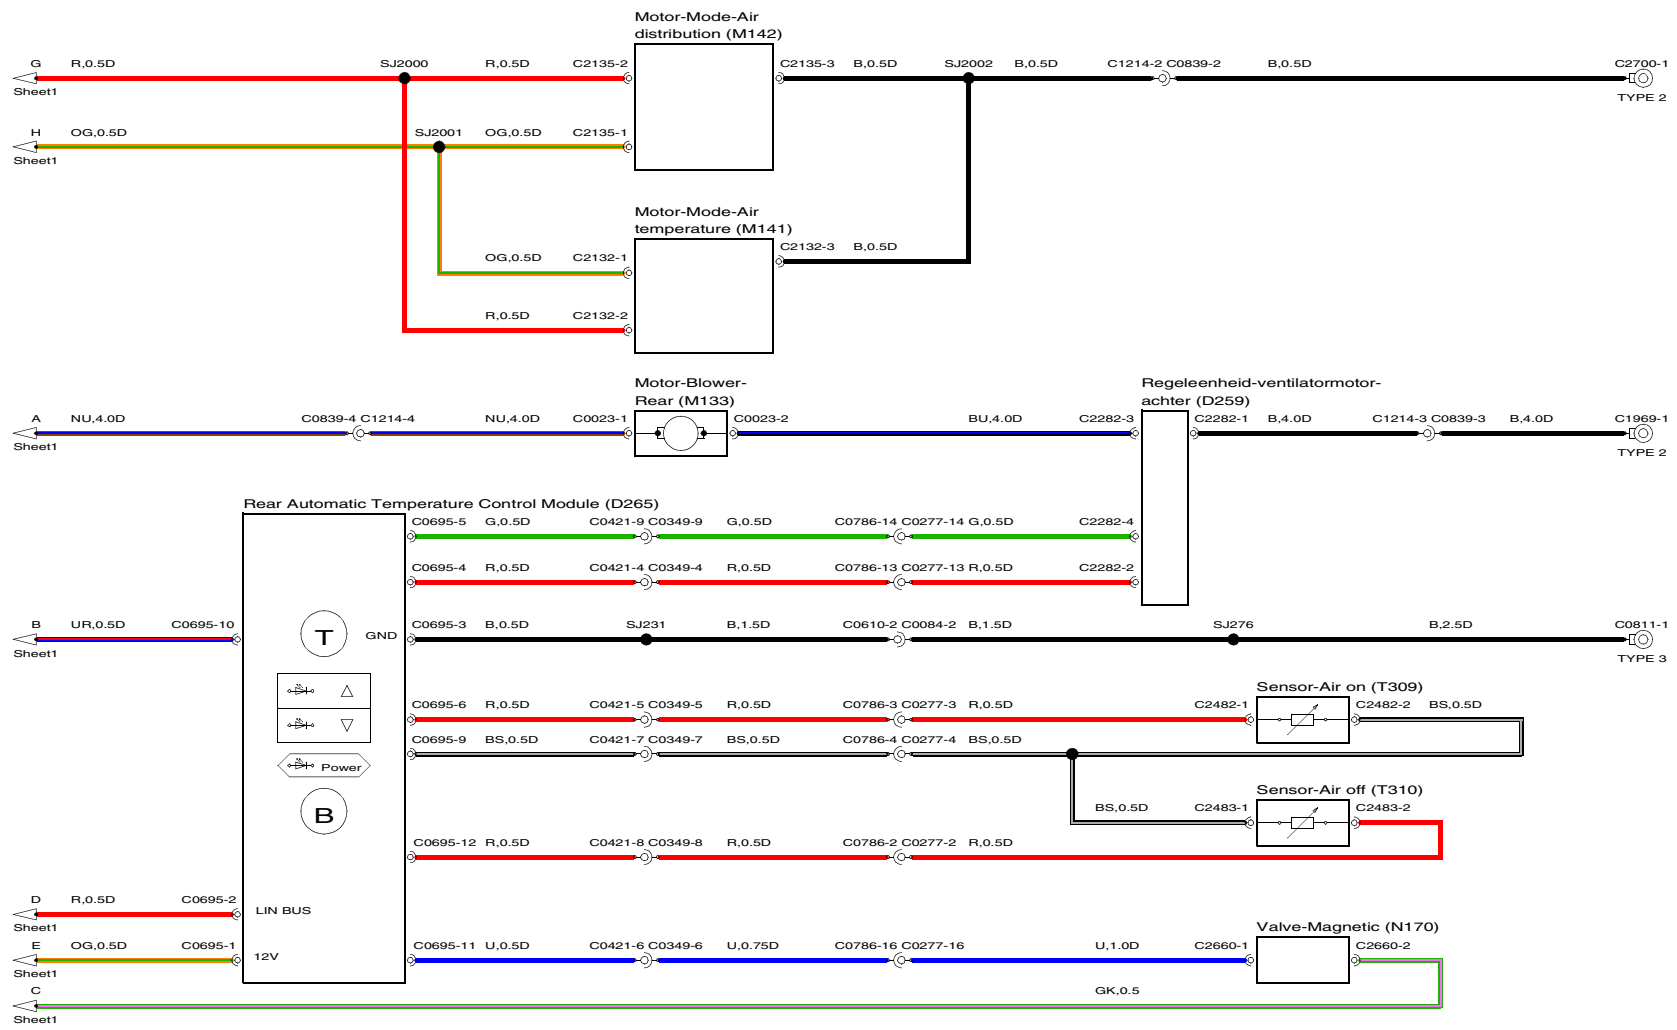 Motor-Mode-Air
distribution (M142)
G R,0.5D SJ2000 R,0.5D C2135-2 C2135-3 B,0.5D SJ2002 B,0.5D C1214-2 C0839-2 B,0.5D C2700-1
Sheet1 TYPE 2
H OG,0.5D SJ2001 OG,0.5D C2135-1
Sheet1
Motor-Mode-Air
temperature (M141)
C2132-3 B,0.5D
OG,0.5D C2132-1
R,0.5D C2132-2
Motor-Blower- Regeleenheid-ventilatormotor-
Rear (M133) achter (D259)
A NU,4.0D C0839-4 C1214-4 NU,4.0D C0023-1 C0023-2 BU,4.0D C2282-3 C2282-1 B,4.0D C1214-3 C0839-3 B,4.0D C1969-1
Sheet1 TYPE 2
Rear Automatic Temperature Control Module (D265)
C0695-5 G,0.5D C0421-9 C0349-9 G,0.5D C0786-14 C0277-14 G,0.5D C2282-4
C0695-4 R,0.5D C0421-4 C0349-4 R,0.5D C0786-13 C0277-13 R,0.5D C2282-2
B UR,0.5D C0695-10 T GND C0695-3 B,0.5D SJ231 B,1.5D C0610-2 C0084-2 B,1.5D SJ276 B,2.5D C0811-1
Sheet1 TYPE 3
Sensor-Air on (T309)
C0695-6 R,0.5D C0421-5 C0349-5 R,0.5D C0786-3 C0277-3 R,0.5D C2482-1 C2482-2 BS,0.5D
C0695-9 BS,0.5D C0421-7 C0349-7 BS,0.5D C0786-4 C0277-4 BS,0.5D
Power
Sensor-Air off (T310)
B BS,0.5D C2483-1 C2483-2
C0695-12 R,0.5D C0421-8 C0349-8 R,0.5D C0786-2 C0277-2 R,0.5D
D R,0.5D C0695-2 LIN BUS
Sheet1
Valve-Magnetic (N170)
E OG,0.5D C0695-1 12V C0695-11 U,0.5D C0421-6 C0349-6 U,0.75D C0786-16 C0277-16 U,1.0D C2660-1 C2660-2
Sheet1
C GK,0.5
Sheet1